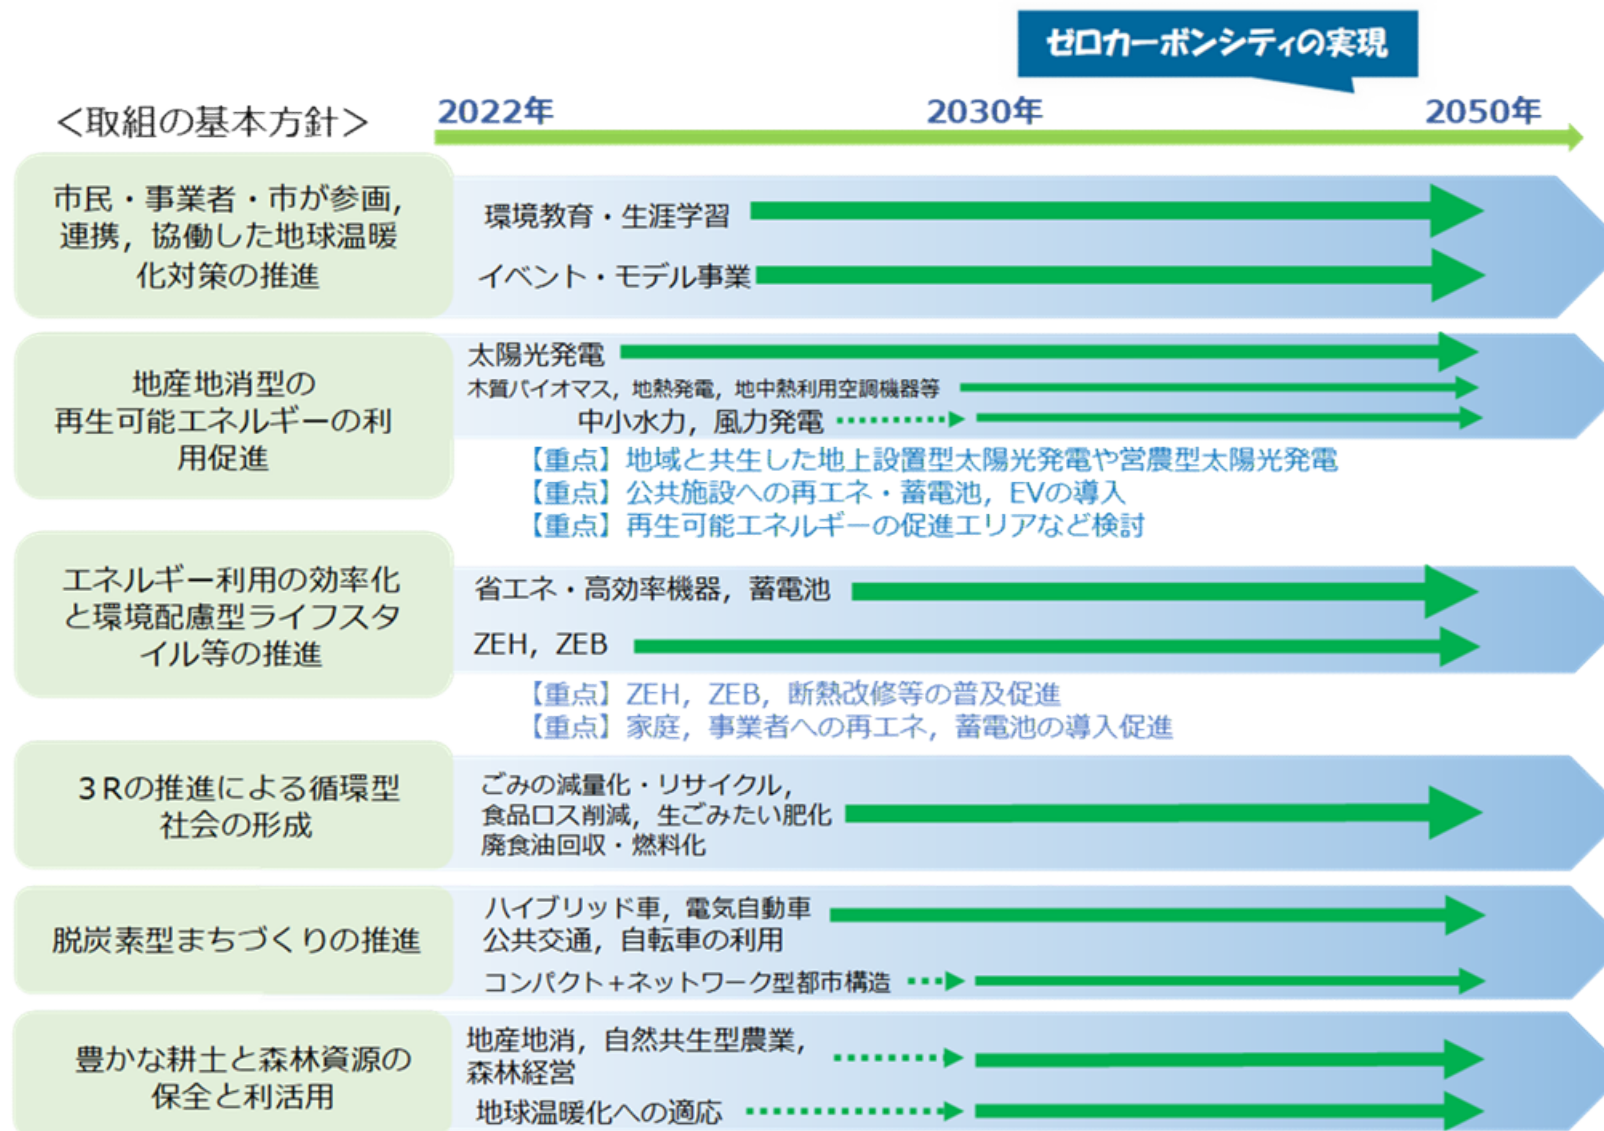 ゼロカーボンシティの実現
＜取組の基本方針＞
2022年
2030年
2050年
市民・事業者・市が参画，
連携，協働した地球温暖
化対策の推進
環境教育・生涯学習
イベント・モデル事業
地産地消型の
再生可能エネルギーの利
用促進
太陽光発電
木質バイオマス，地熱発電，地中熱利用空調機器等
中小水力，風力発電
【重点】地域と共生した地上設置型太陽光発電や営農型太陽光発電
【重点】公共施設への再エネ・蓄電池，EVの導入
【重点】再生可能エネルギーの促進エリアなど検討
エネルギー利用の効率化
と環境配慮型ライフスタ
イル等の推進
省エネ・高効率機器，蓄電池
ZEH，ZEB
【重点】ZEH，ZEB，断熱改修等の普及促進
【重点】家庭，事業者への再エネ，蓄電池の導入促進
３Rの推進による循環型
社会の形成
ごみの減量化・リサイクル，
食品ロス削減，生ごみたい肥化
廃食油回収・燃料化
脱炭素型まちづくりの推進
ハイブリッド車，電気自動車
公共交通，自転車の利用
コンパクト＋ネットワーク型都市構造
豊かな耕土と森林資源の
保全と利活用
地産地消，自然共生型農業，
森林経営
地球温暖化への適応